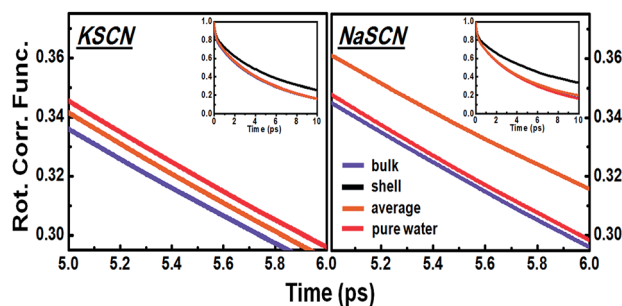 KSCN
NaSCN
Rot. Corr. Func.
0.36
0.34
0.32
0.30
5.0 5.2 5.4 5.6 5.8 6.0
1.0
0.8
0.6
0.4
0.2
0.0
0 2 4 6 8 10
Time (ps)
1.0
0.8
0.6
0.4
0.2
0.0
0 2 4 6 8 10
Time (ps)
bulk
shell
average
pure water
0.36
0.34
0.32
0.30
5.2 5.4 5.6 5.8 6.0
Time (ps)